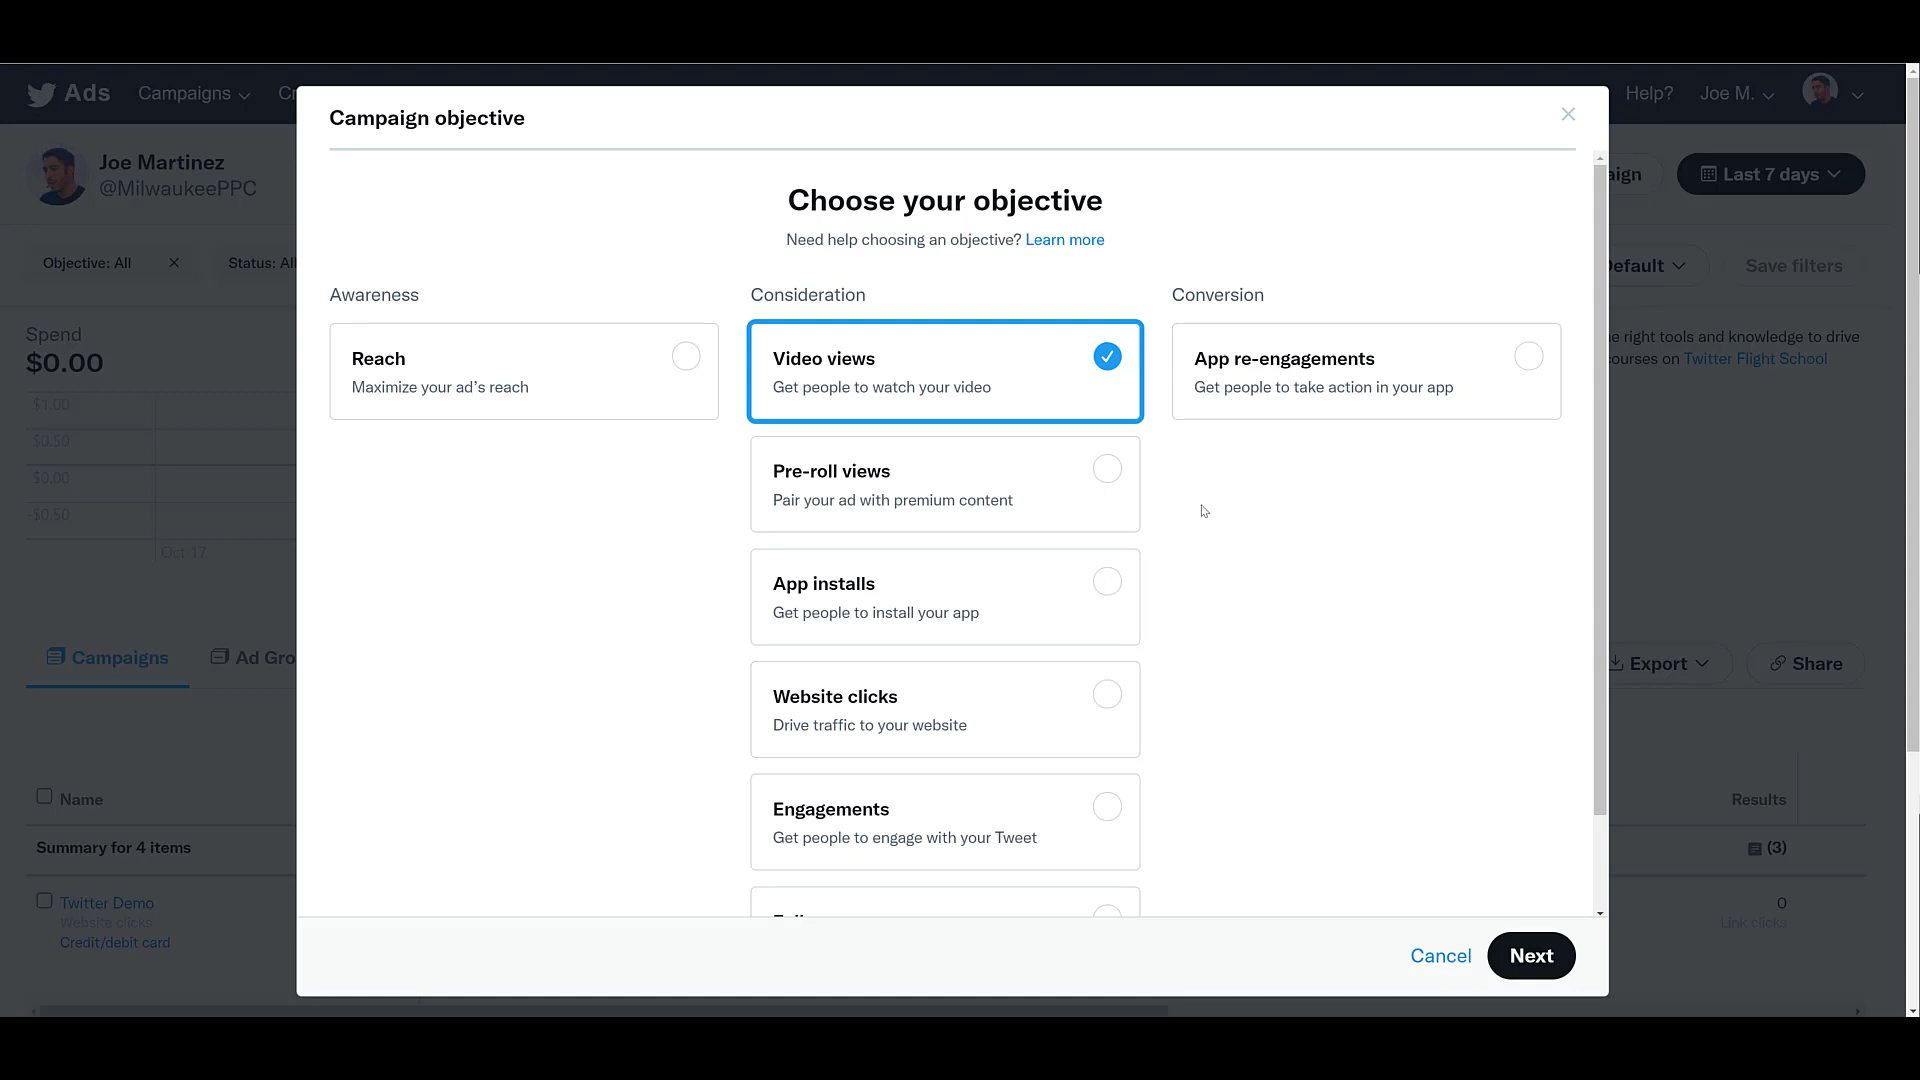 Ads
Campaigns
Help?
Joe M.
Campaign objective
Joe Martinez
@MilwaukeePPC
Last 7 days
Choose your objective
Need help choosing an objective? Learn more
Objective: All
Status: All
Save filters
Awareness
Consideration
Conversion
Spend
$0.00
Reach
Maximize your ad’s reach
Video views
Get people to watch your video
App re-engagements
Get people to take action in your app
right tools and knowledge to drive
courses on Twitter Flight School
$1.00
$0.50
$0.00
-$0.50
Oct 17
Pre-roll views
Pair your ad with premium content
App installs
Get people to install your app
Campaigns
Ad Gro
Export
Share
Website clicks
Drive traffic to your website
Engagements
Get people to engage with your Tweet
Name
Results
Summary for 4 items
(3)
Twitter Demo
Website clicks
Credit/debit card
0
Link clicks
Cancel
Next